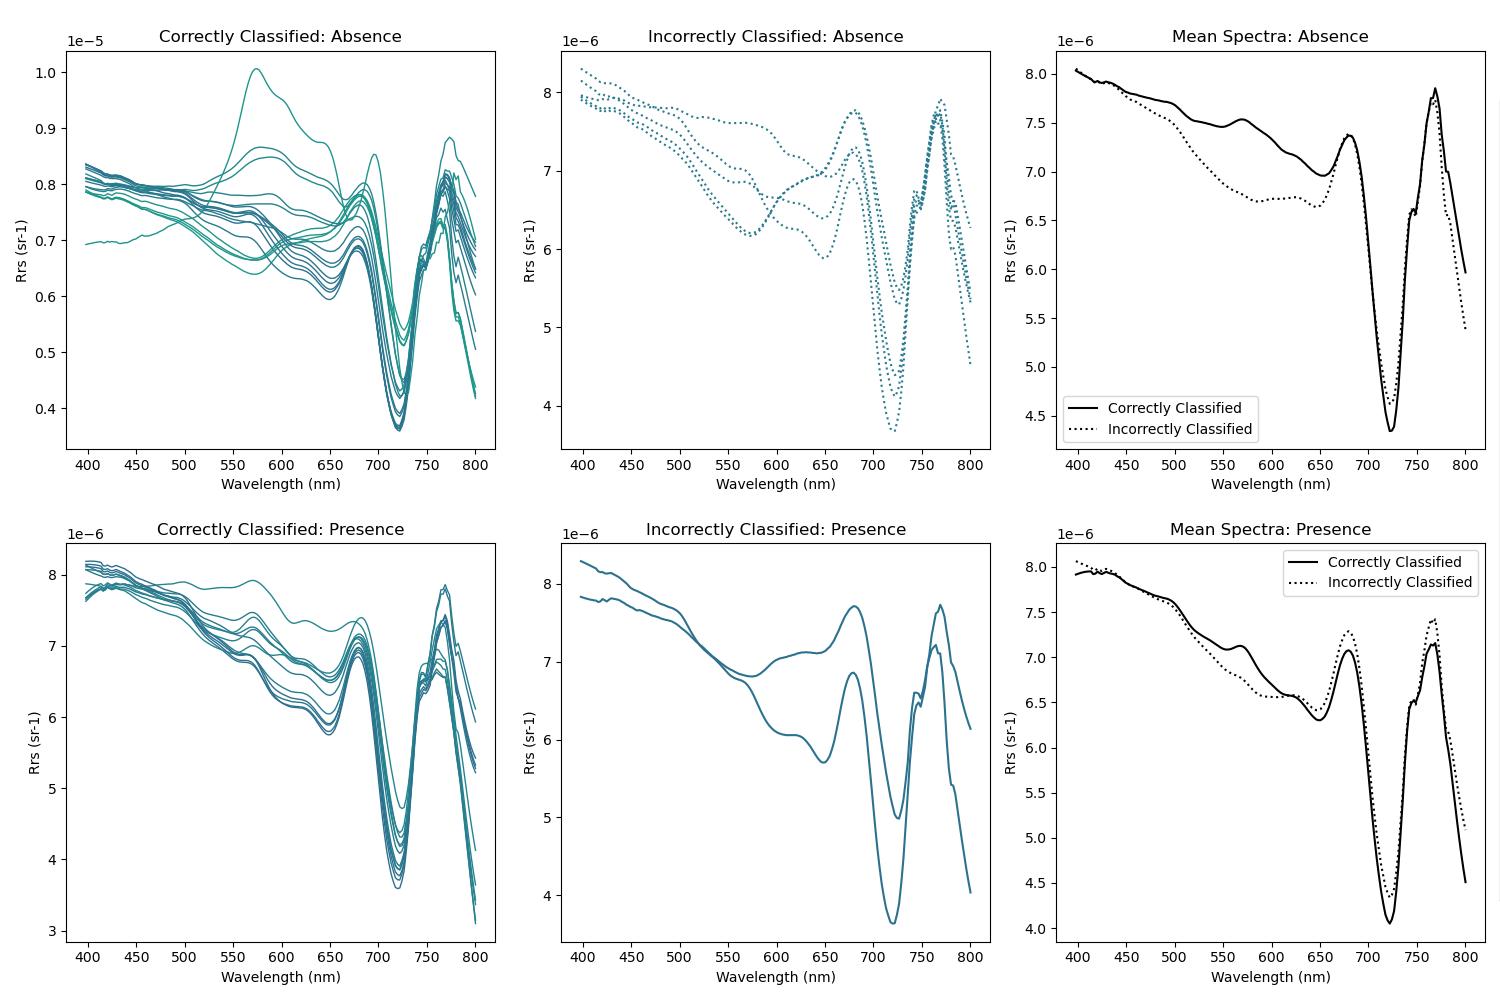 Correctly Classified: Absence
1e−5
Rrs (sr-1)
1.0
0.9
0.8
0.7
0.6
0.5
0.4
400 450 500 550 600 650 700 750 800
Wavelength (nm)
Incorrectly Classified: Absence
1e−6
Rrs (sr-1)
8
7
6
5
4
400 450 500 550 600 650 700 750 800
Wavelength (nm)
Mean Spectra: Absence
1e−6
Rrs (sr-1)
8.0
7.5
7.0
6.5
6.0
5.5
5.0
4.5
Correctly Classified
Incorrectly Classified
400 450 500 550 600 650 700 750 800
Wavelength (nm)
Correctly Classified: Presence
1e−6
Rrs (sr-1)
8
7
6
5
4
3
400 450 500 550 600 650 700 750 800
Wavelength (nm)
Incorrectly Classified: Presence
1e−6
Rrs (sr-1)
8
7
6
5
4
400 450 500 550 600 650 700 750 800
Wavelength (nm)
Mean Spectra: Presence
1e−6
Rrs (sr-1)
Correctly Classified
Incorrectly Classified
8.0
7.5
7.0
6.5
6.0
5.5
5.0
4.5
4.0
400 450 500 550 600 650 700 750 800
Wavelength (nm)